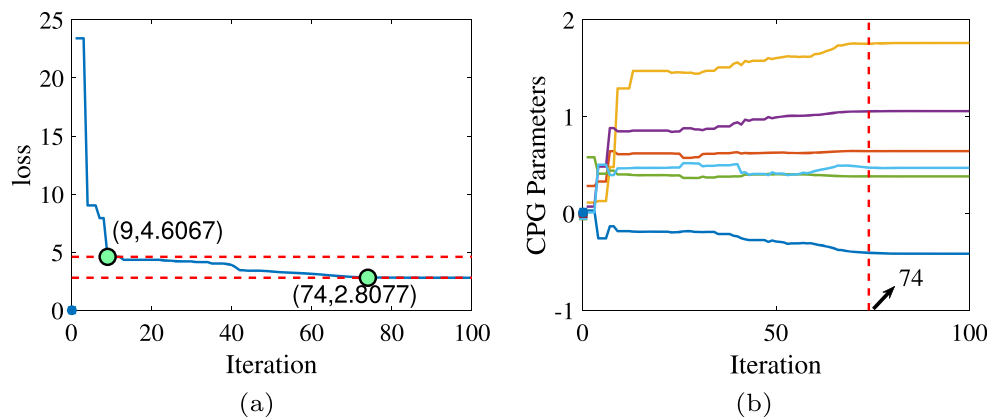 25
20
15
10
5
0
loss
(9,4.6067)
(74,2.8077)
0 20 40 60 80 100
Iteration
(a)
2
1
0
-1
CPG Parameters
74
0 50 100
Iteration
(b)